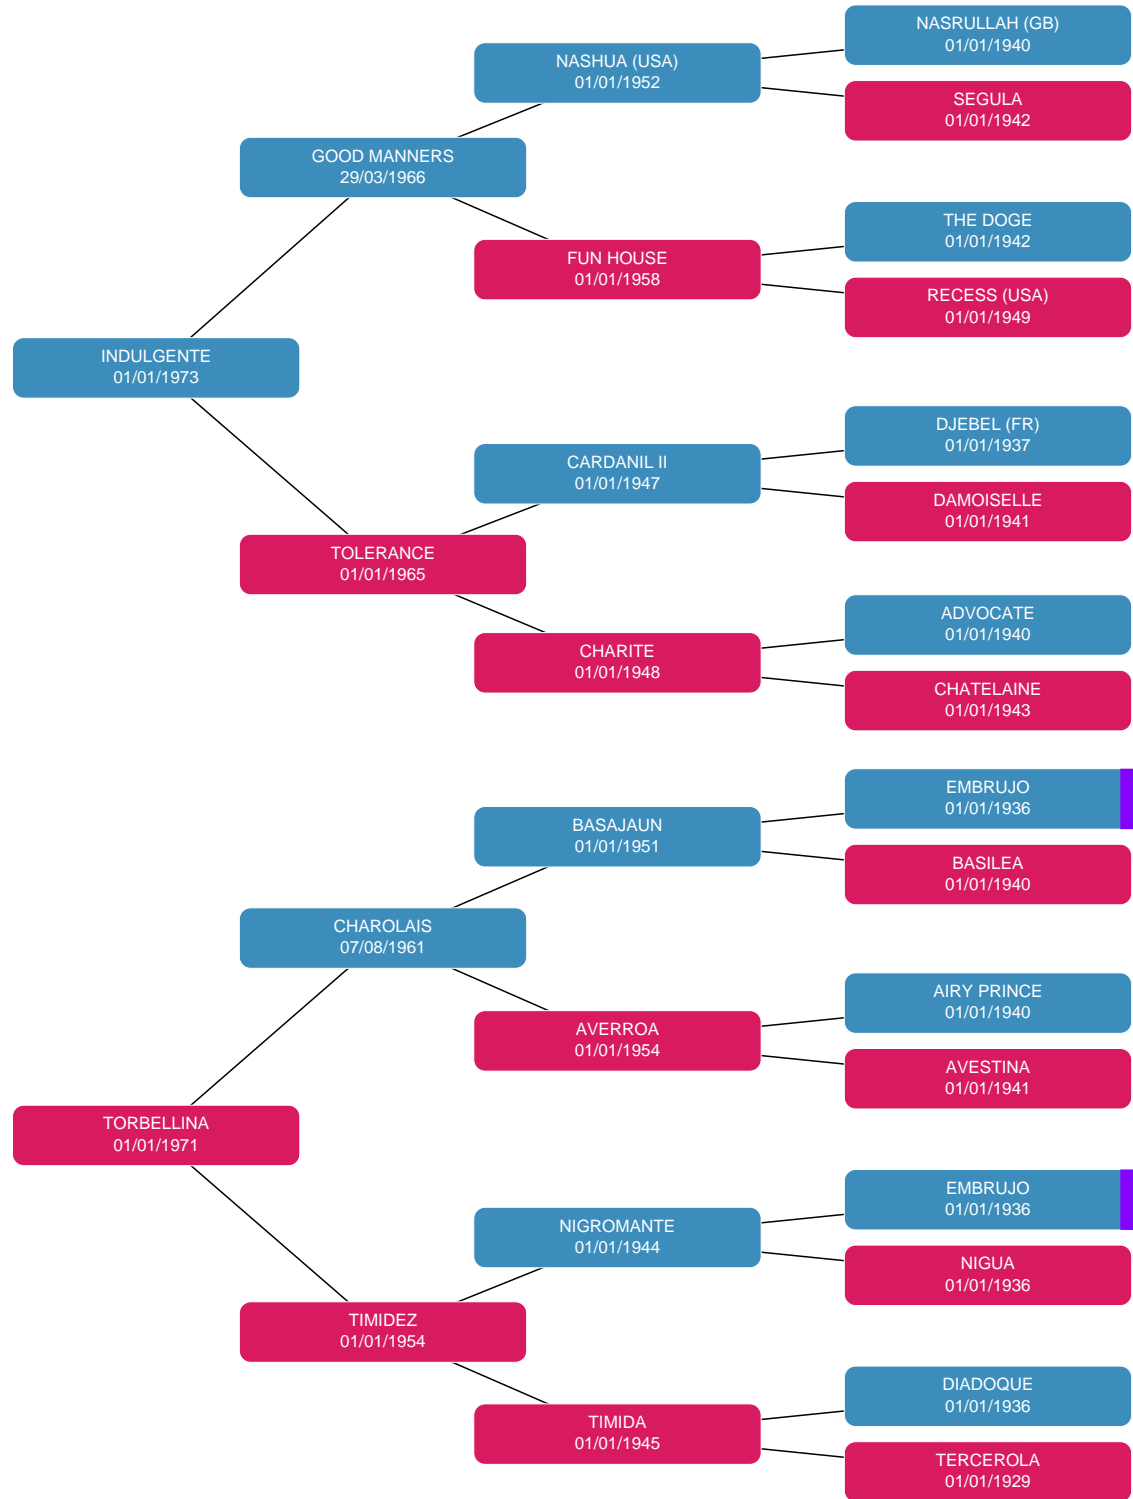 NASRULLAH (GB)
01/01/1940
NASHUA (USA)
01/01/1952
SEGULA
01/01/1942
GOOD MANNERS
29/03/1966
THE DOGE
01/01/1942
FUN HOUSE
01/01/1958
RECESS (USA)
01/01/1949
INDULGENTE
01/01/1973
DJEBEL (FR)
01/01/1937
CARDANIL II
01/01/1947
DAMOISELLE
01/01/1941
TOLERANCE
01/01/1965
ADVOCATE
01/01/1940
CHARITE
01/01/1948
CHATELAINE
01/01/1943
EMBRUJO
01/01/1936
BASAJAUN
01/01/1951
BASILEA
01/01/1940
CHAROLAIS
07/08/1961
AIRY PRINCE
01/01/1940
AVERROA
01/01/1954
AVESTINA
01/01/1941
TORBELLINA
01/01/1971
EMBRUJO
01/01/1936
NIGROMANTE
01/01/1944
NIGUA
01/01/1936
TIMIDEZ
01/01/1954
DIADOQUE
01/01/1936
TIMIDA
01/01/1945
TERCEROLA
01/01/1929